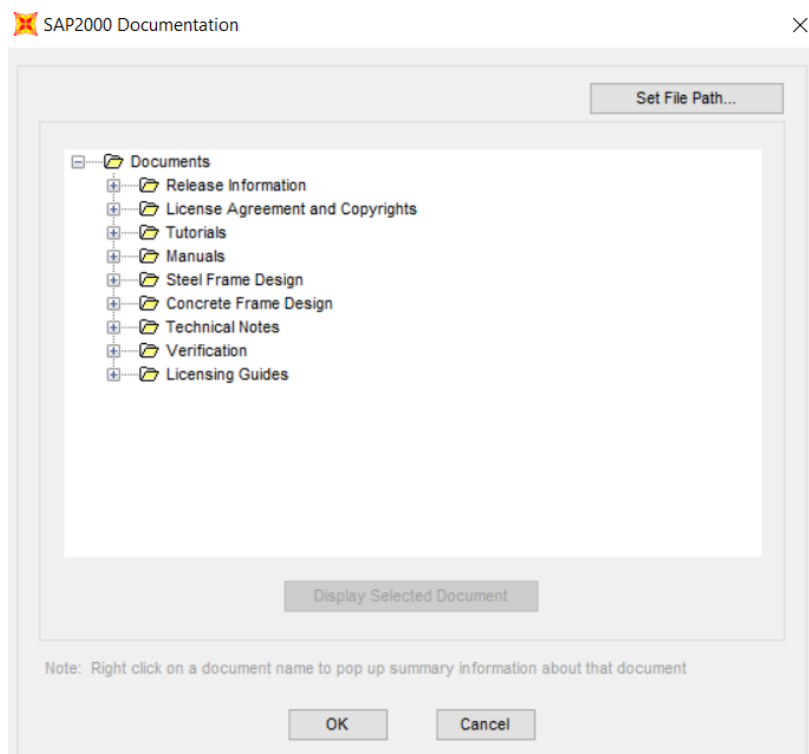 SAP2000 Documentation
Set File Path...
Documents
Release Information
License Agreement and Copyrights
Tutorials
Manuals
Steel Frame Design
Concrete Frame Design
Technical Notes
Verification
Licensing Guides
Display Selected Document
Note: Right click on a document name to pop up summary information about that document
OK Cancel